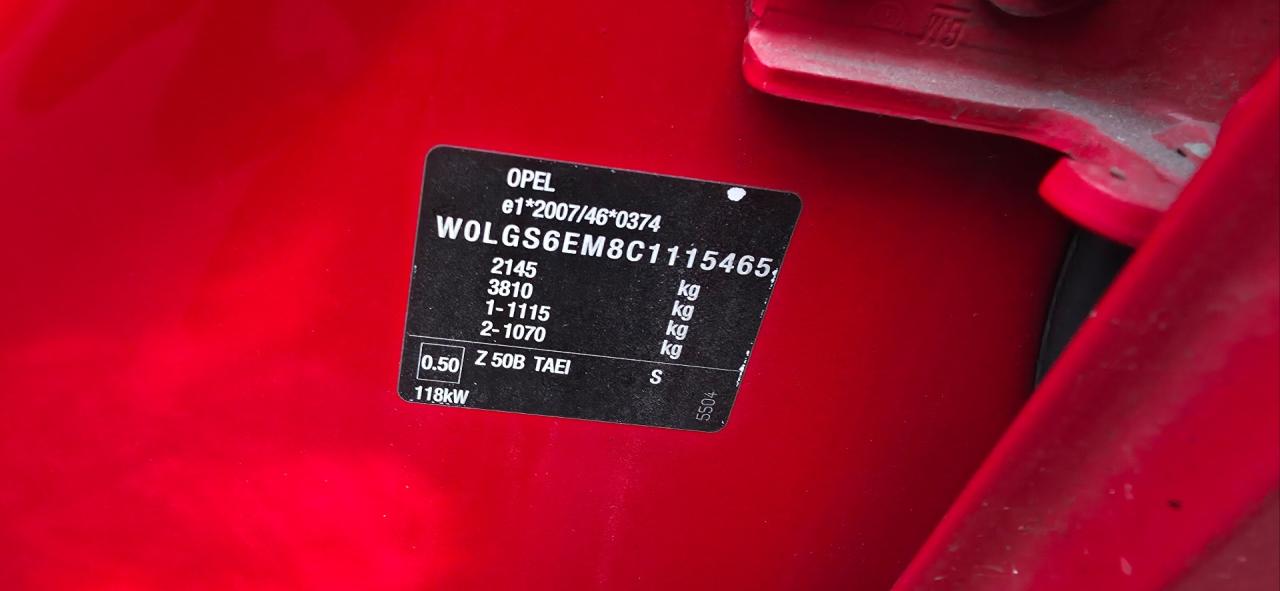 OPEL
e1*2007/46*0374
W0LGS6EM8C1115465
2145 kg
3810 kg
1-1115 kg
2-1070 kg
0.50 Z 50B TAEI S
118kW
5504